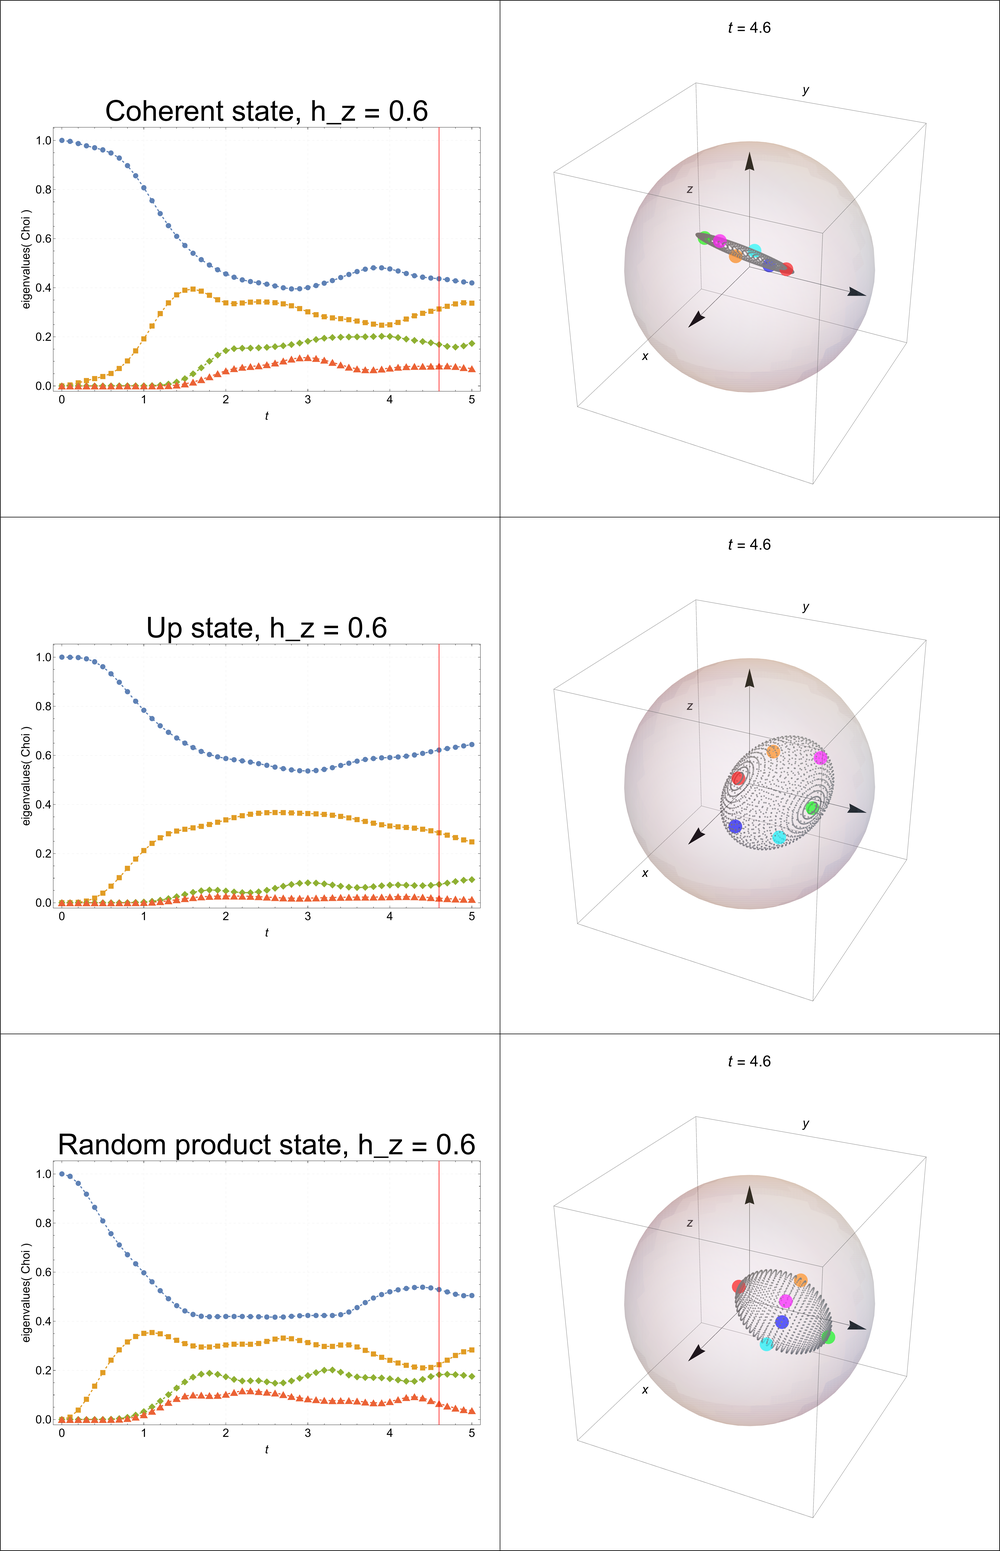 t = 4.6
Coherent state, h_z = 0.6
eigenvalues( Choi )
1.0
0.8
0.6
0.4
0.2
0.0
0 1 2 3 4 5
t
y
z
x
t = 4.6
Up state, h_z = 0.6
eigenvalues( Choi )
1.0
0.8
0.6
0.4
0.2
0.0
0 1 2 3 4 5
t
y
z
x
t = 4.6
Random product state, h_z = 0.6
eigenvalues( Choi )
1.0
0.8
0.6
0.4
0.2
0.0
0 1 2 3 4 5
t
y
z
x